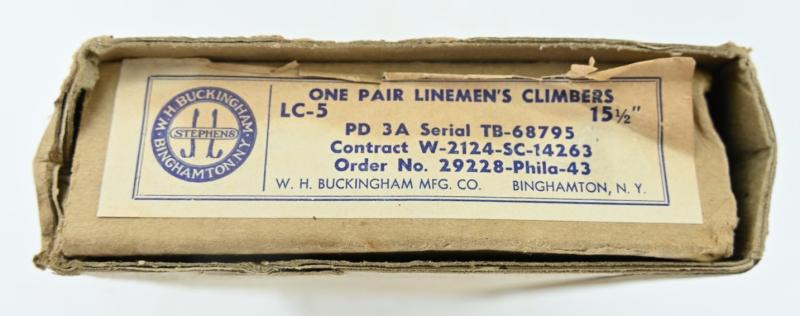 W.H. BUCKINGHAM
STEPHENS
BINGHAMTON N.Y.
ONE PAIR LINEMEN'S CLIMBERS
LC-5 15½"
PD 3A Serial TB-68795
Contract W-2124-SC-14263
Order No. 29228-Phila-43
W. H. BUCKINGHAM MFG. CO. BINGHAMTON, N. Y.